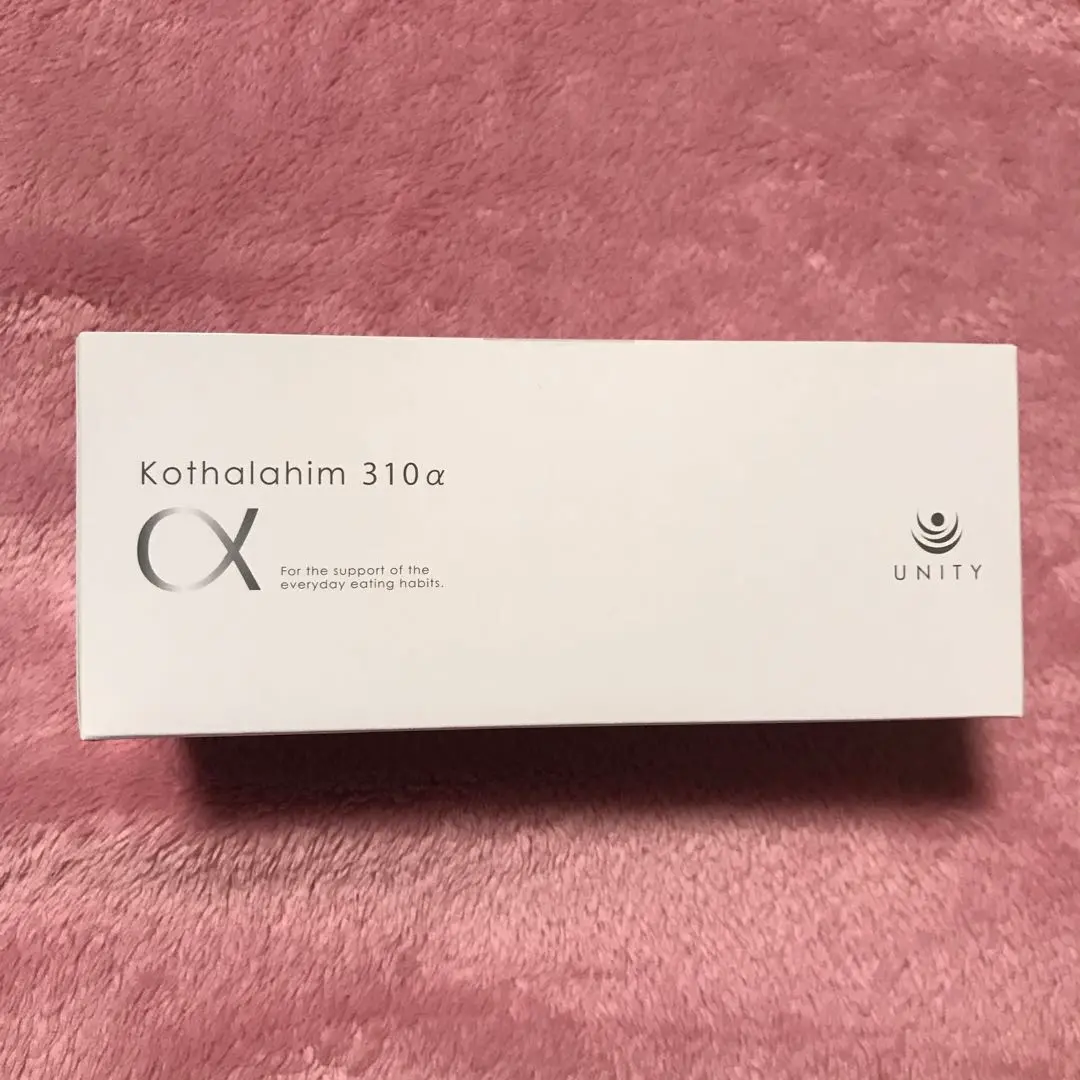 Kothalahim 310α
α
For the support of the
everyday eating habits.
UNITY